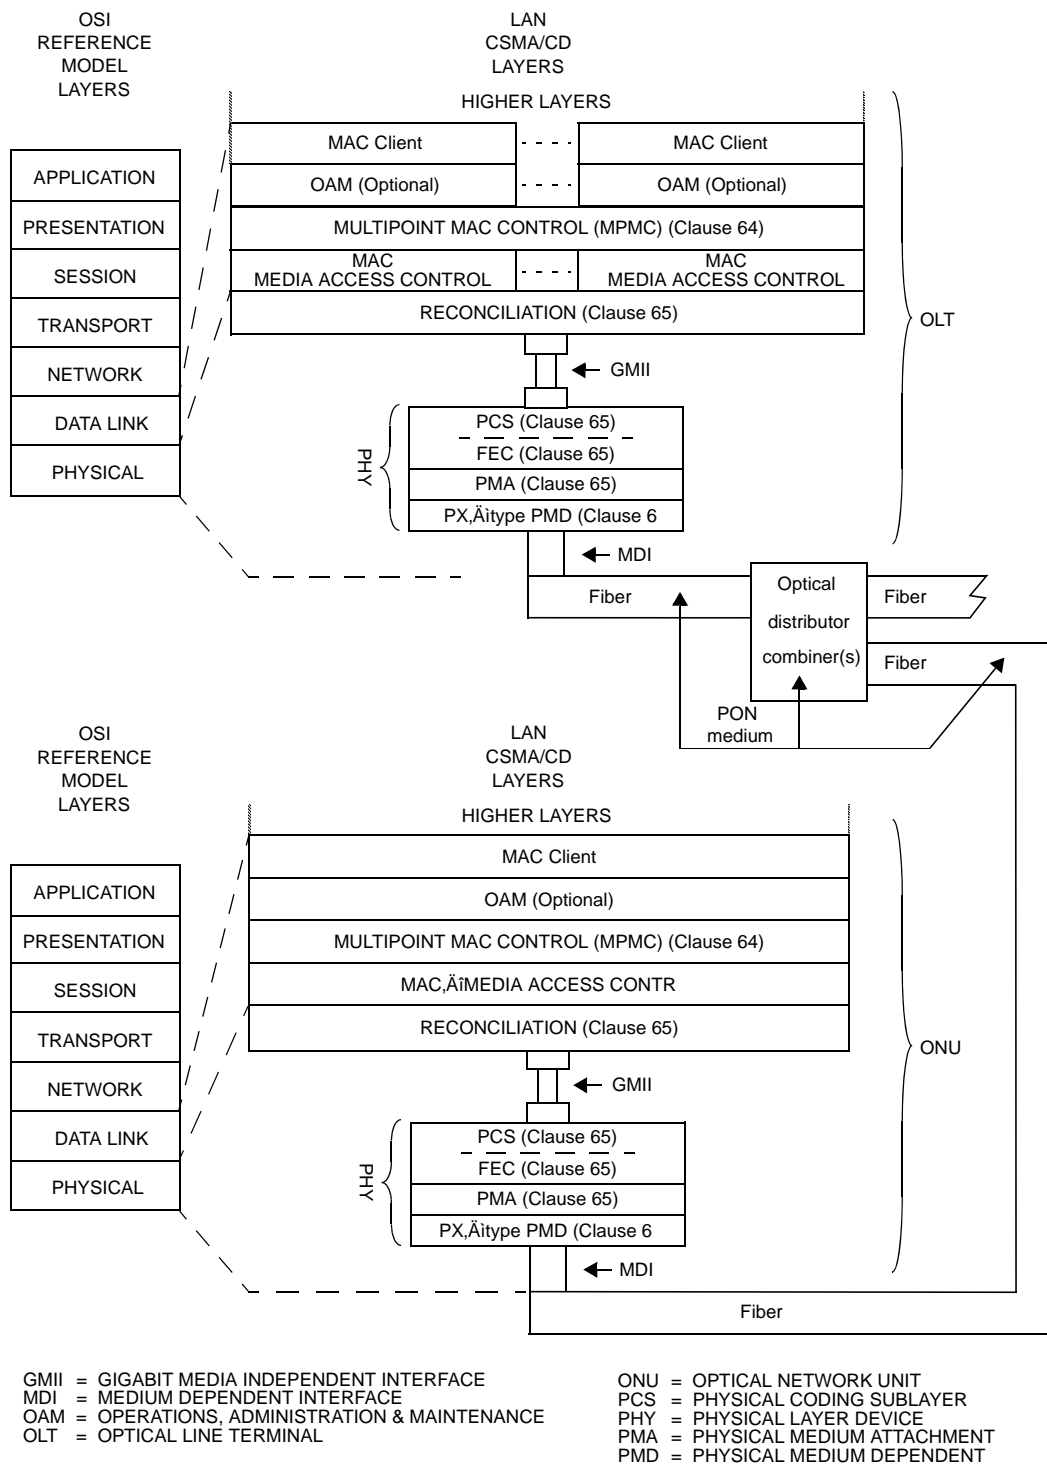 OSI
REFERENCE
MODEL
LAYERS
LAN
CSMA/CD
LAYERS
HIGHER LAYERS
APPLICATION
PRESENTATION
SESSION
TRANSPORT
NETWORK
DATA LINK
PHYSICAL
MAC Client
MAC Client
OAM (Optional)
OAM (Optional)
MULTIPOINT MAC CONTROL (MPMC) (Clause 64)
MAC
MEDIA ACCESS CONTROL
MAC
MEDIA ACCESS CONTROL
RECONCILIATION (Clause 65)
GMII
OLT
PHY
PCS (Clause 65)
FEC (Clause 65)
PMA (Clause 65)
PX‚Äìtype PMD (Clause 6
MDI
Fiber
Optical
distributor
combiner(s)
Fiber
Fiber
PON
medium
OSI
REFERENCE
MODEL
LAYERS
LAN
CSMA/CD
LAYERS
HIGHER LAYERS
APPLICATION
PRESENTATION
SESSION
TRANSPORT
NETWORK
DATA LINK
PHYSICAL
MAC Client
OAM (Optional)
MULTIPOINT MAC CONTROL (MPMC) (Clause 64)
MAC‚ÄîMEDIA ACCESS CONTR
RECONCILIATION (Clause 65)
GMII
ONU
PHY
PCS (Clause 65)
FEC (Clause 65)
PMA (Clause 65)
PX‚Äìtype PMD (Clause 6
MDI
Fiber
GMII = GIGABIT MEDIA INDEPENDENT INTERFACE
MDI = MEDIUM DEPENDENT INTERFACE
OAM = OPERATIONS, ADMINISTRATION & MAINTENANCE
OLT = OPTICAL LINE TERMINAL
ONU = OPTICAL NETWORK UNIT
PCS = PHYSICAL CODING SUBLAYER
PHY = PHYSICAL LAYER DEVICE
PMA = PHYSICAL MEDIUM ATTACHMENT
PMD = PHYSICAL MEDIUM DEPENDENT